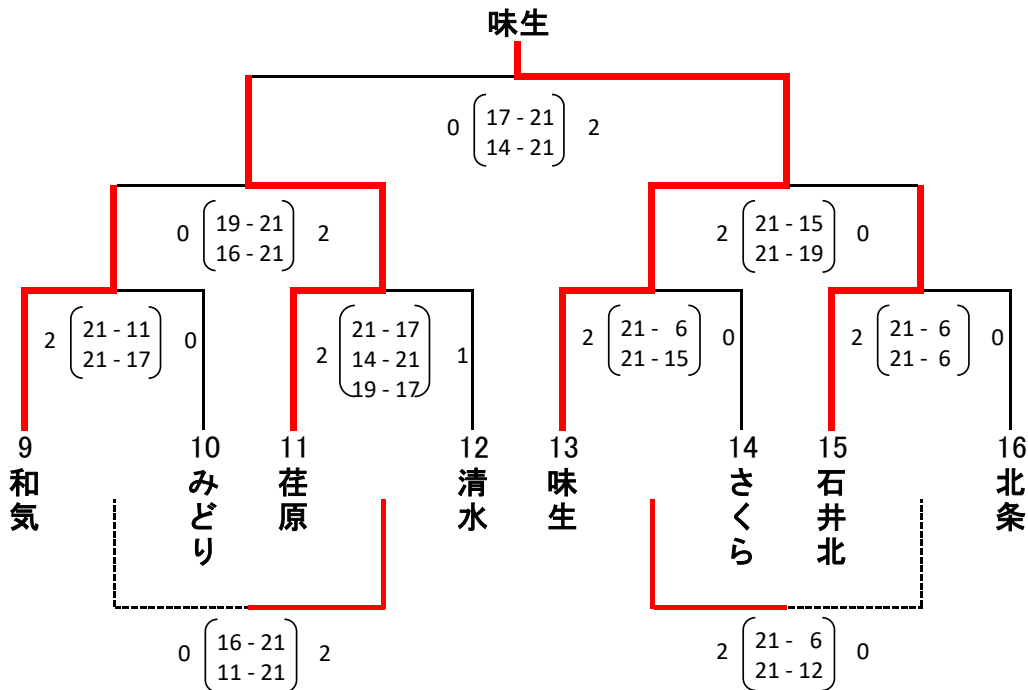 味生
0 17 - 21 2
14 - 21
0 19 - 21 2
16 - 21
2 21 - 15 0
21 - 19
2 21 - 11 0
21 - 17
2 21 - 17 1
14 - 21
19 - 17
2 21 - 6 0
21 - 15
2 21 - 6 0
21 - 6
9 10 11 12 13 14 15 16
和気
みどり
荏原
清水
味生
さくら
石井北
北条
0 16 - 21 2
11 - 21
2 21 - 6 0
21 - 12